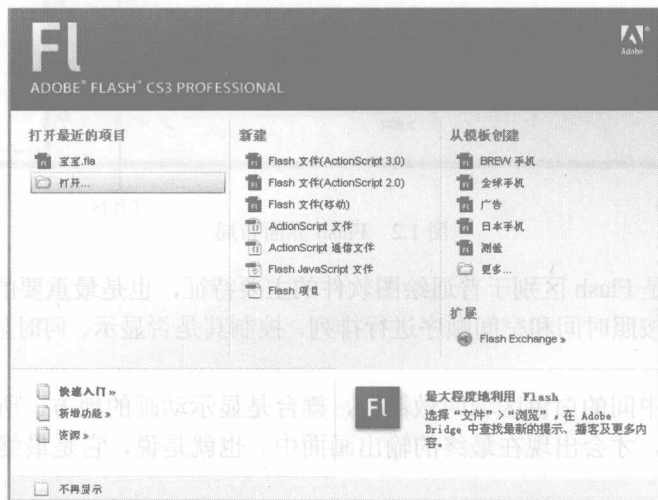 Fl
Adobe
ADOBE® FLASH® CS3 PROFESSIONAL
打开最近的项目
宝宝.fla
打开...
新建
Flash 文件(ActionScript 3.0)
Flash 文件(ActionScript 2.0)
Flash 文件(移动)
ActionScript 文件
ActionScript 通信文件
Flash JavaScript 文件
Flash 项目
从模板创建
BREW 手机
全球手机
广告
日本手机
测验
更多...
扩展
Flash Exchange »
快速入门 »
新增功能 »
资源 »
Fl
最大程度地利用 Flash
选择“文件”>“浏览”，在 Adobe
Bridge 中查找最新的提示、播客及更多内
容。
不再显示